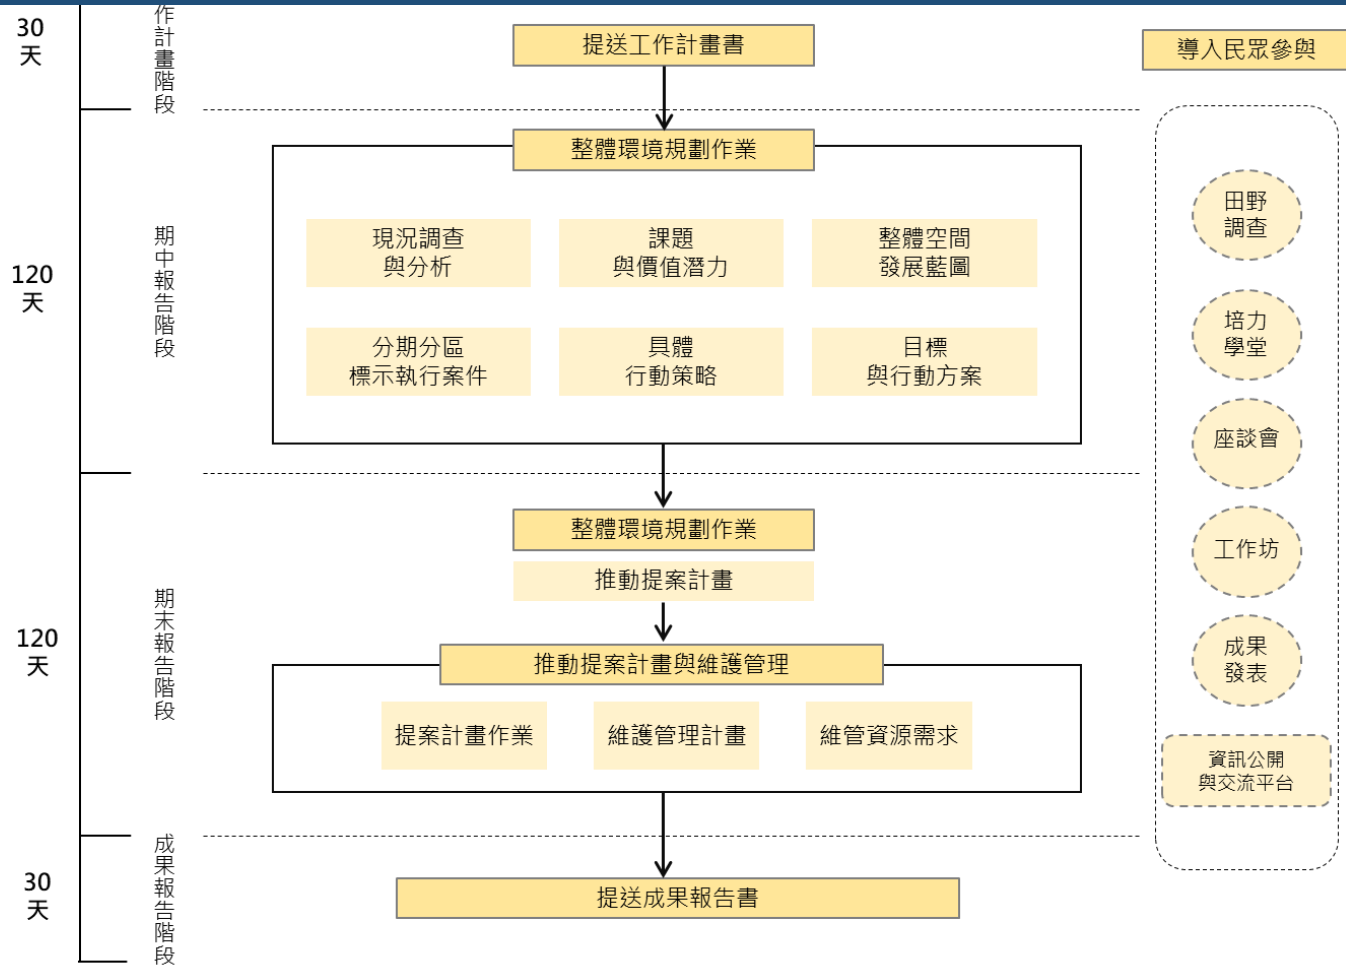 30
天
作計畫階段
提送工作計畫書
導入民眾參與
120
天
期中報告階段
整體環境規劃作業
現況調查
與分析
課題
與價值潛力
整體空間
發展藍圖
分期分區
標示執行案件
具體
行動策略
目標
與行動方案
120
天
期末報告階段
整體環境規劃作業
推動提案計畫
推動提案計畫與維護管理
提案計畫作業
維護管理計畫
維管資源需求
30
天
成果報告階段
提送成果報告書
田野
調查
培力
學堂
座談會
工作坊
成果
發表
資訊公開
與交流平台